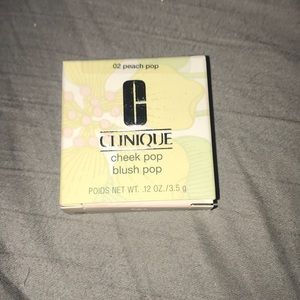 02 peach pop
C
CLINIQUE
cheek pop
blush pop
POIDS NET WT. .12 OZ./3.5 g